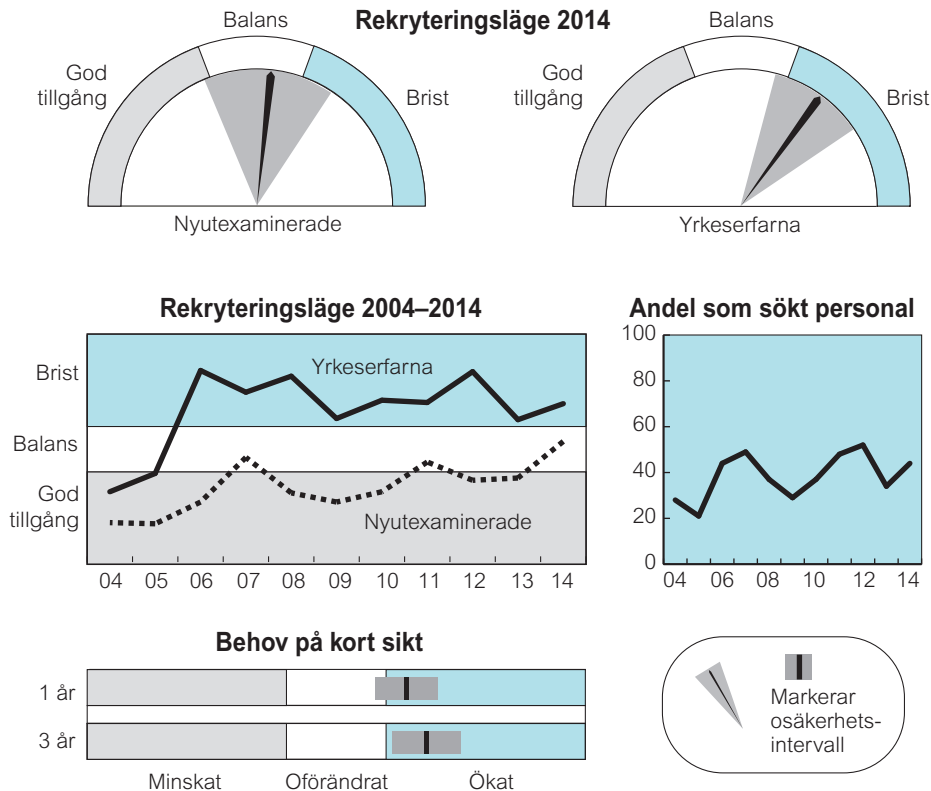 Rekryteringsläge 2014
Balans
God
tillgång
Brist
Nyutexaminerade
Balans
God
tillgång
Brist
Yrkeserfarna
Rekryteringsläge 2004–2014
Brist
Balans
God
tillgång
Yrkeserfarna
Nyutexaminerade
04 05 06 07 08 09 10 11 12 13 14
Andel som sökt personal
100
80
60
40
20
0
04 06 08 10 12 14
Behov på kort sikt
1 år
3 år
Minskat Oförändrat Ökat
Markerar
osäkerhets-
intervall